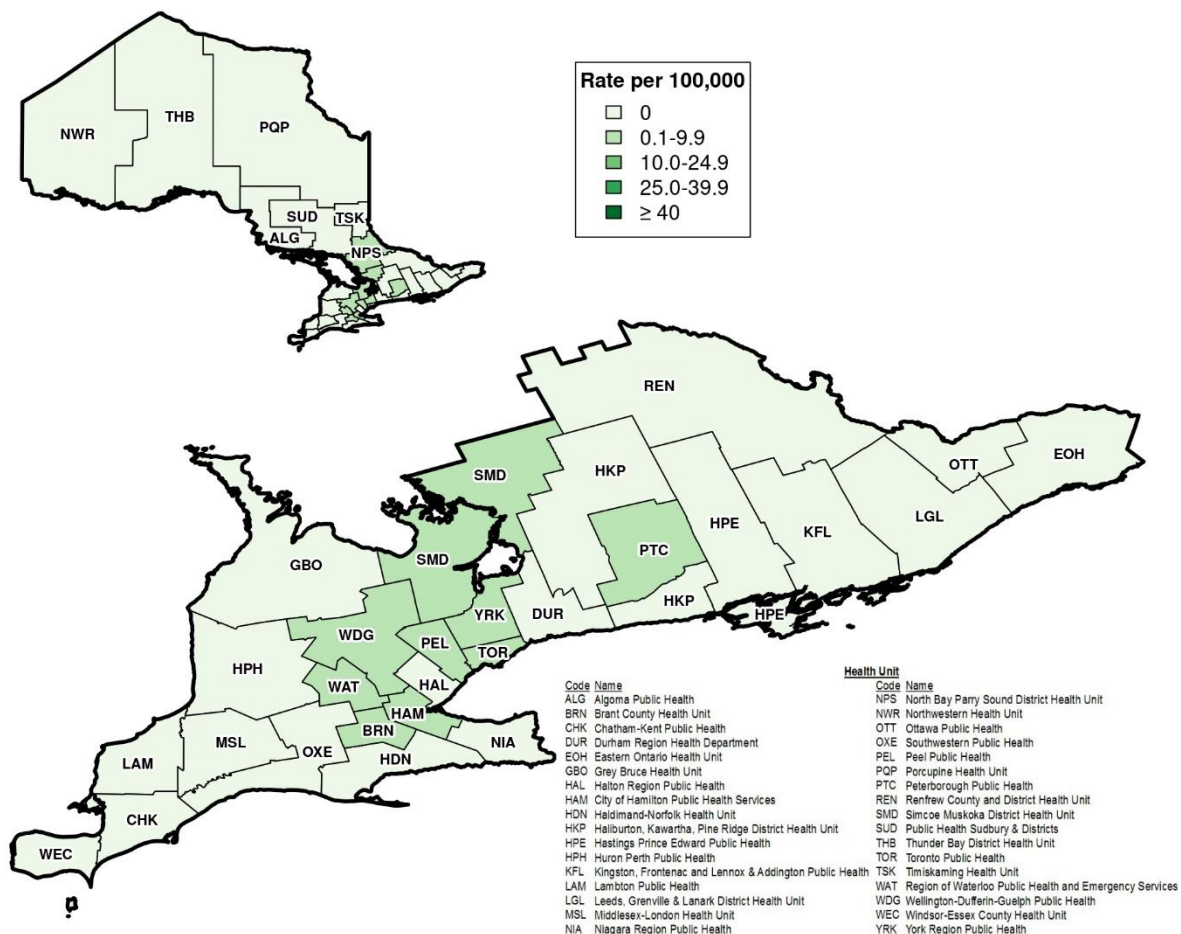 Rate per 100,000
0
0.1-9.9
10.0-24.9
25.0-39.9
≥ 40
NWR
THB
PQP
SUD
TSK
ALG
NPS
REN
SMD
HKP
OTT
EOH
HPE
KFL
LGL
PTC
GBO
SMD
YRK
DUR
HKP
HPE
WDG
PEL
TOR
HPH
WAT
HAL
HAM
BRN
MSL
OXE
NIA
LAM
HDN
CHK
WEC
Health Unit
Code Name
ALG Algoma Public Health
BRN Brant County Health Unit
CHK Chatham-Kent Public Health
DUR Durham Region Health Department
EOH Eastern Ontario Health Unit
GBO Grey Bruce Health Unit
HAL Halton Region Public Health
HAM City of Hamilton Public Health Services
HDN Haldimand-Norfolk Health Unit
HKP Haliburton, Kawartha, Pine Ridge District Health Unit
HPE Hastings Prince Edward Public Health
HPH Huron Perth Public Health
KFL Kingston, Frontenac and Lennox & Addington Public Health
LAM Lambton Public Health
LGL Leeds, Grenville & Lanark District Health Unit
MSL Middlesex-London Health Unit
NIA Niagara Region Public Health
Code Name
NPS North Bay Parry Sound District Health Unit
NWR Northwestern Health Unit
OTT Ottawa Public Health
OXE Southwestern Public Health
PEL Peel Public Health
PQP Porcupine Health Unit
PTC Peterborough Public Health
REN Renfrew County and District Health Unit
SMD Simcoe Muskoka District Health Unit
SUD Public Health Sudbury & Districts
THB Thunder Bay District Health Unit
TOR Toronto Public Health
TSK Timiskaming Health Unit
WAT Region of Waterloo Public Health and Emergency Services
WDG Wellington-Dufferin-Guelph Public Health
WEC Windsor-Essex County Health Unit
YRK York Region Public Health